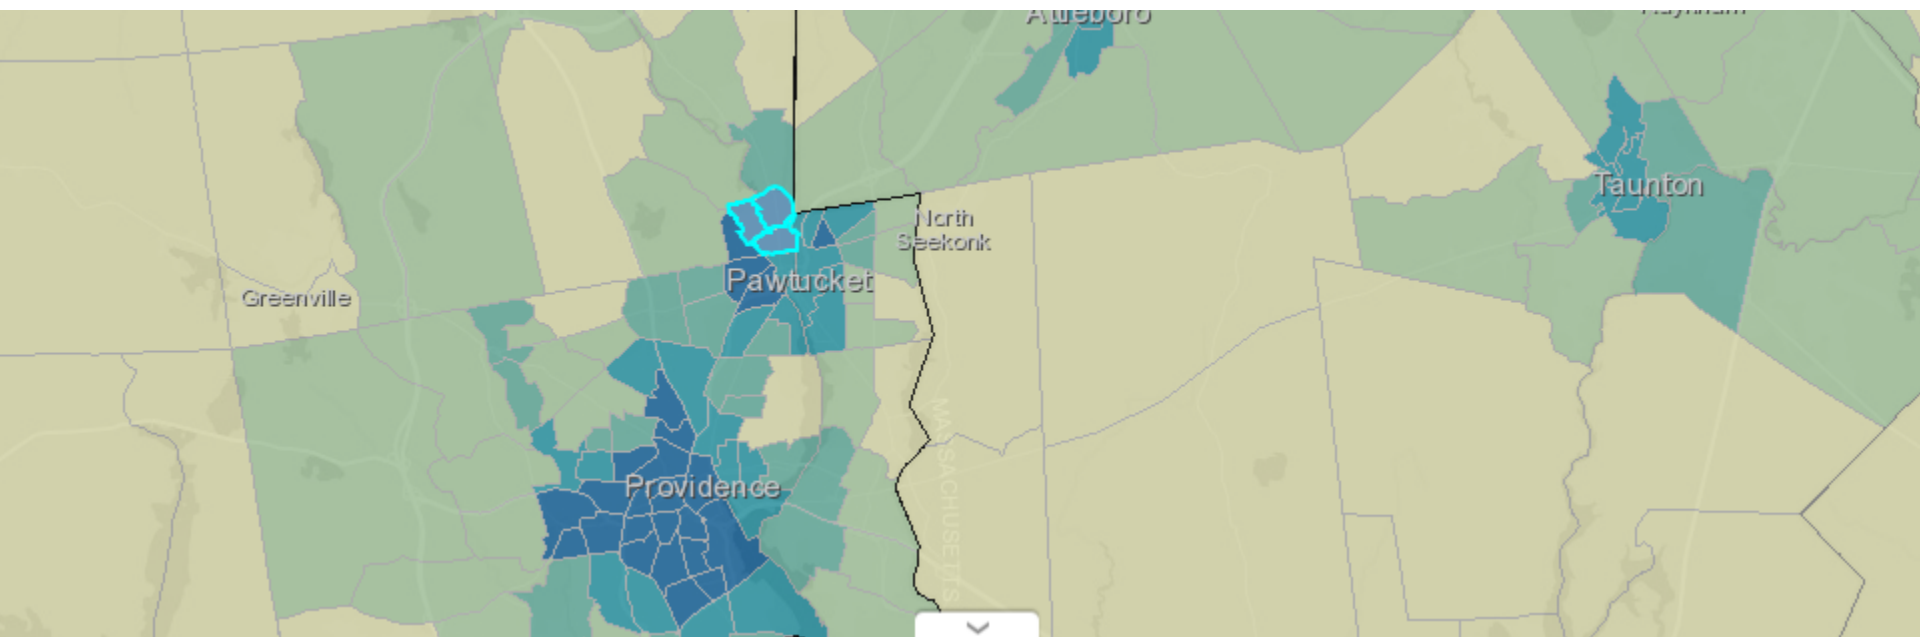 Attleboro
Taunton
North
Seekonk
Pawtucket
Greenville
MASSACHUSETTS
Providence